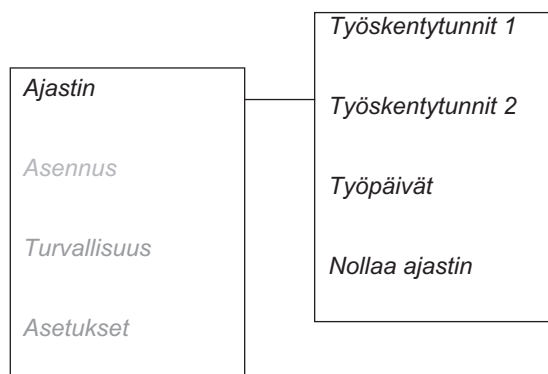 Ajastin
Asennus
Turvallisuus
Asetukset
Työskentytunnit 1
Työskentytunnit 2
Työpäivät
Nollaa ajastin